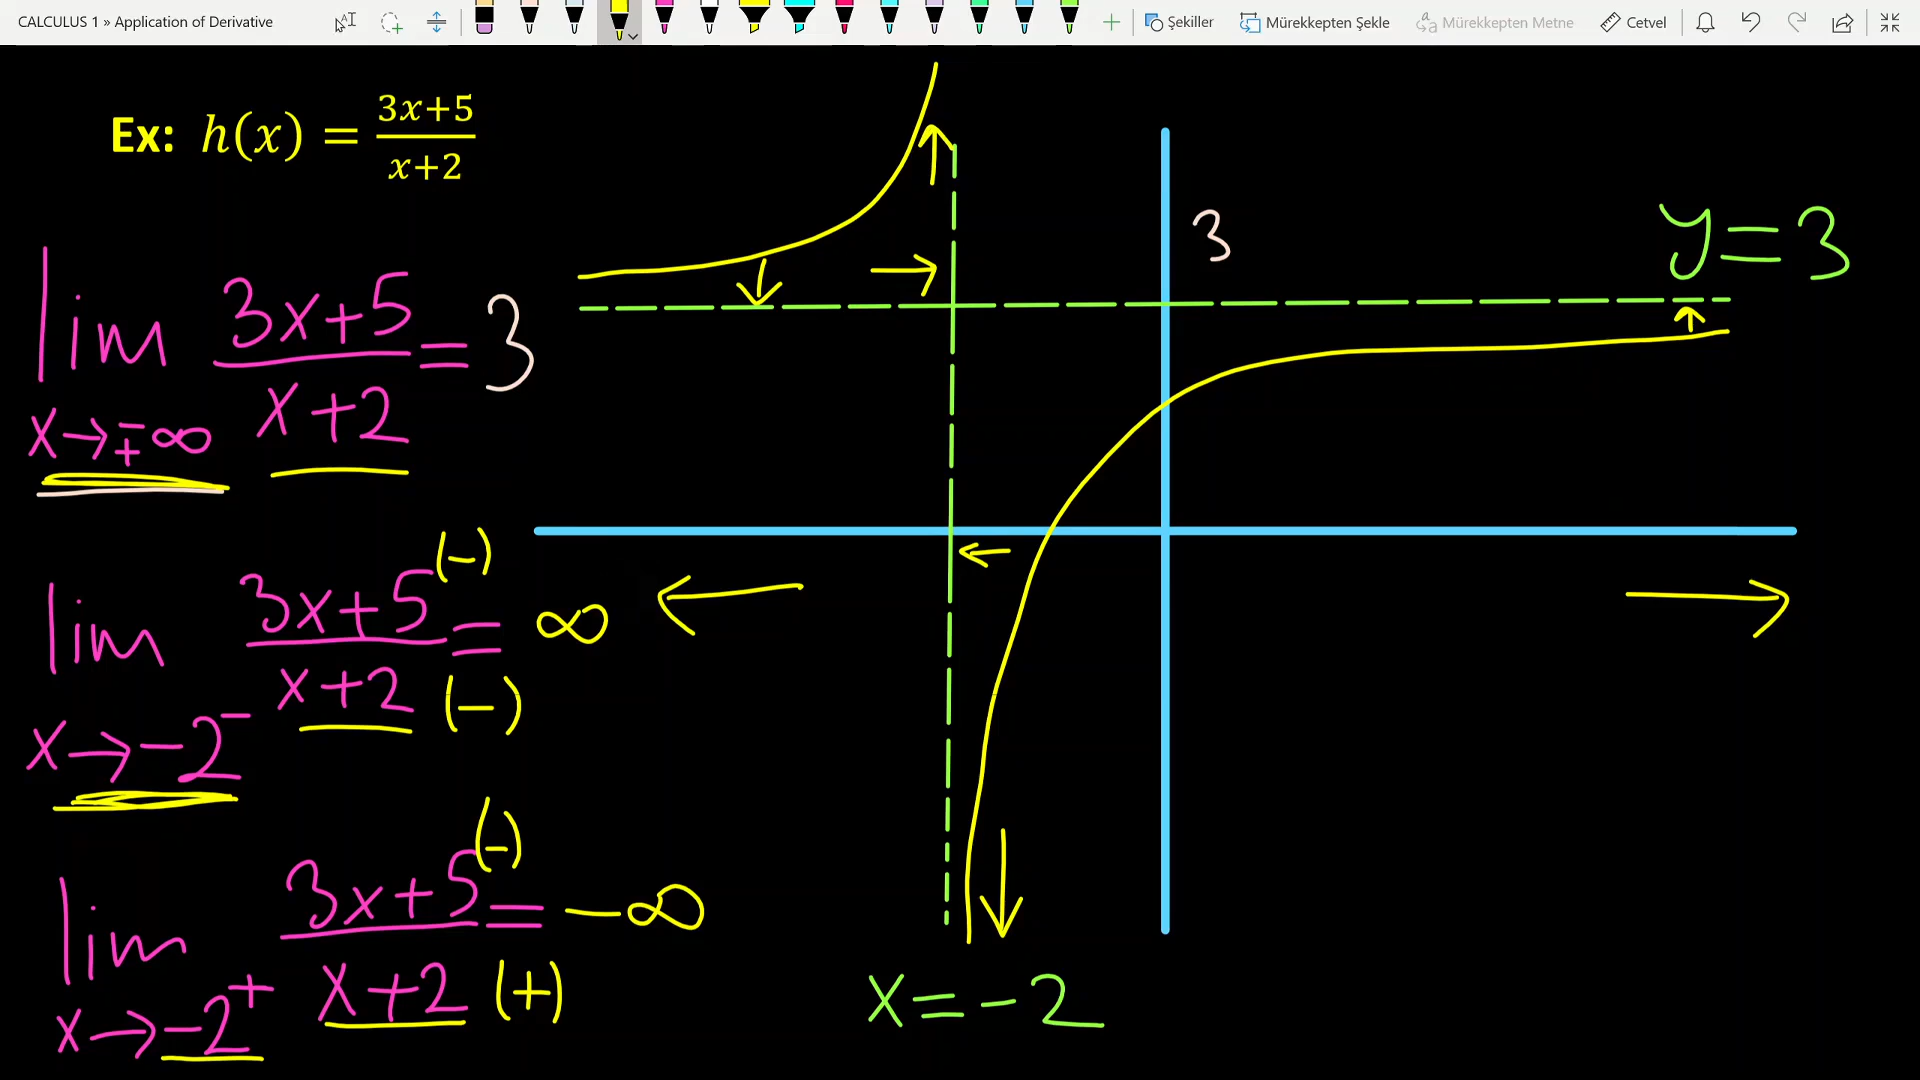 CALCULUS 1 » Application of Derivative
Şekiller
Mürekkepten Şekle
Mürekkepten Metne
Cetvel
Ex: h(x) = (3x+5)/(x+2)
lim x→∓∞ (3x+5)/(x+2) = 3
lim x→-2⁻ (3x+5)/(x+2) (-) (-) = ∞
lim x→-2⁺ (3x+5)/(x+2) (-) (+) = -∞
3
y = 3
x = -2